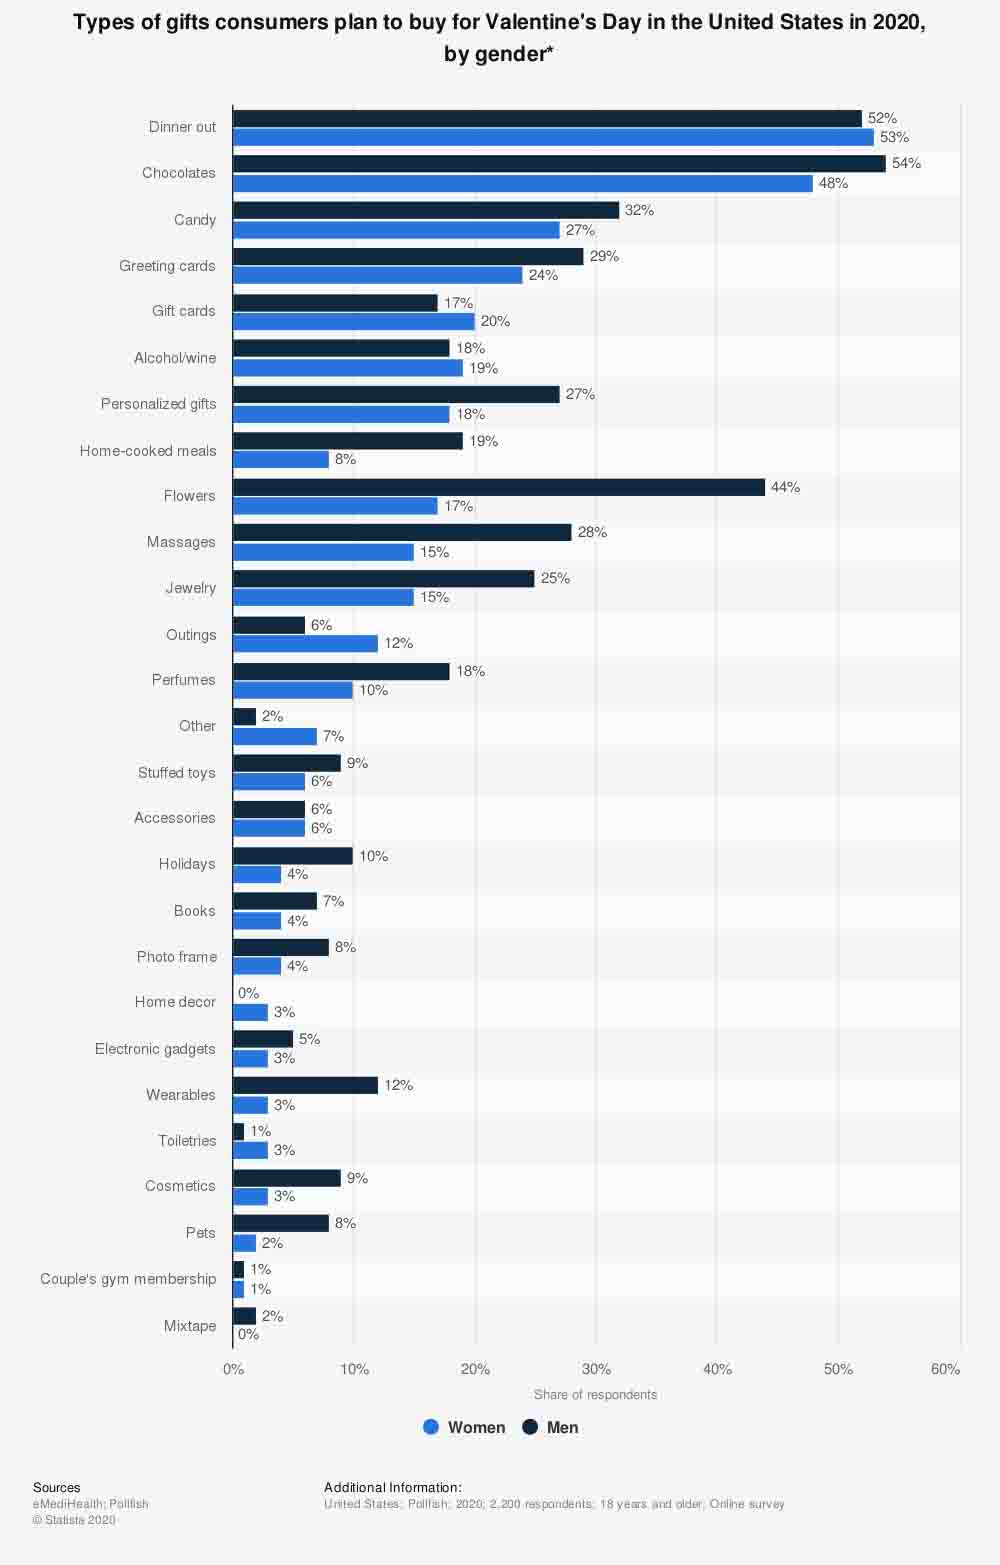 Types of gifts consumers plan to buy for Valentine's Day in the United States in 2020,
by gender*
Dinner out
52%
53%
Chocolates
54%
48%
Candy
32%
27%
Greeting cards
29%
24%
Gift cards
17%
20%
Alcohol/wine
18%
19%
Personalized gifts
27%
18%
Home-cooked meals
19%
8%
Flowers
44%
17%
Massages
28%
15%
Jewelry
25%
15%
Outings
6%
12%
Perfumes
18%
10%
Other
2%
7%
Stuffed toys
9%
6%
Accessories
6%
6%
Holidays
10%
4%
Books
7%
4%
Photo frame
8%
4%
Home decor
0%
3%
Electronic gadgets
5%
3%
Wearables
12%
3%
Toiletries
1%
3%
Cosmetics
9%
3%
Pets
8%
2%
Couple's gym membership
1%
1%
Mixtape
2%
0%
0% 10% 20% 30% 40% 50% 60%
Share of respondents
Women Men
Sources
eMediHealth; Pollfish
© Statista 2020
Additional Information:
United States; Pollfish; 2020; 2,200 respondents; 18 years and older; Online survey